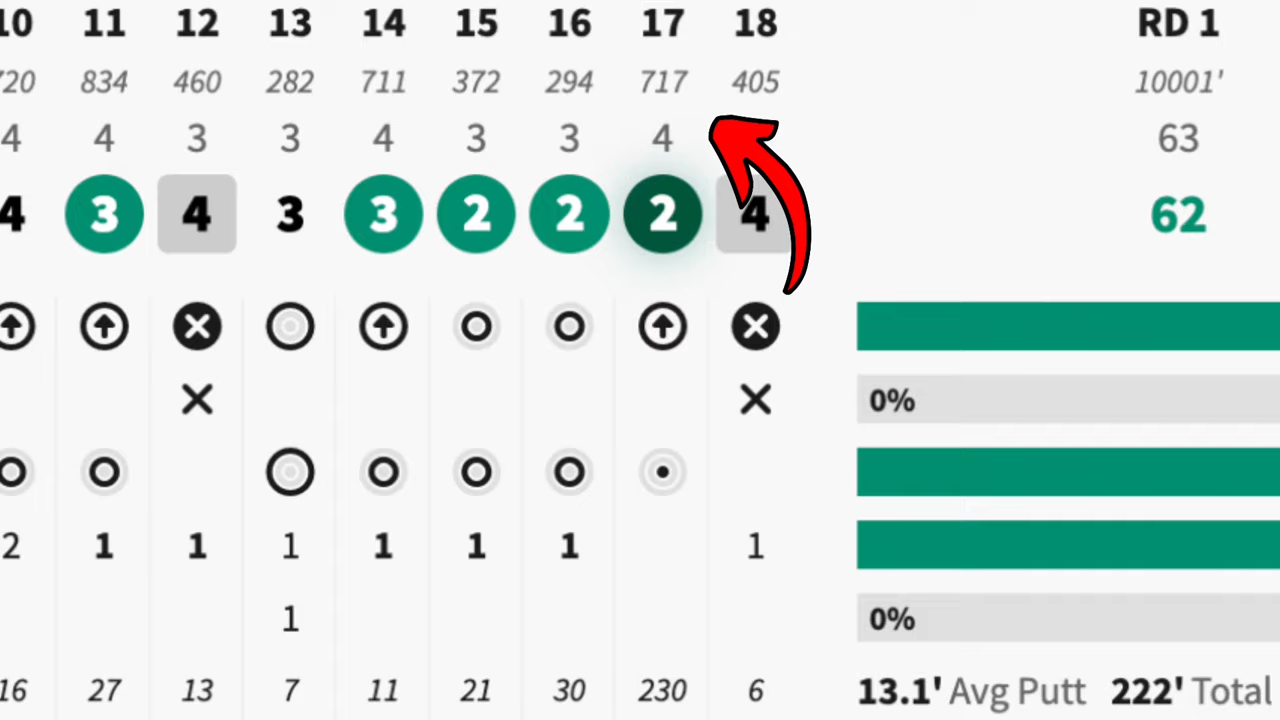 10 11 12 13 14 15 16 17 18 RD 1
720 834 460 282 711 372 294 717 405 10001'
4 4 3 3 4 3 3 4 63
4 3 4 3 3 2 2 2 4 62
0%
2 1 1 1 1 1 1 1
1 0%
16 27 13 7 11 21 30 230 6 13.1' Avg Putt 222' Total